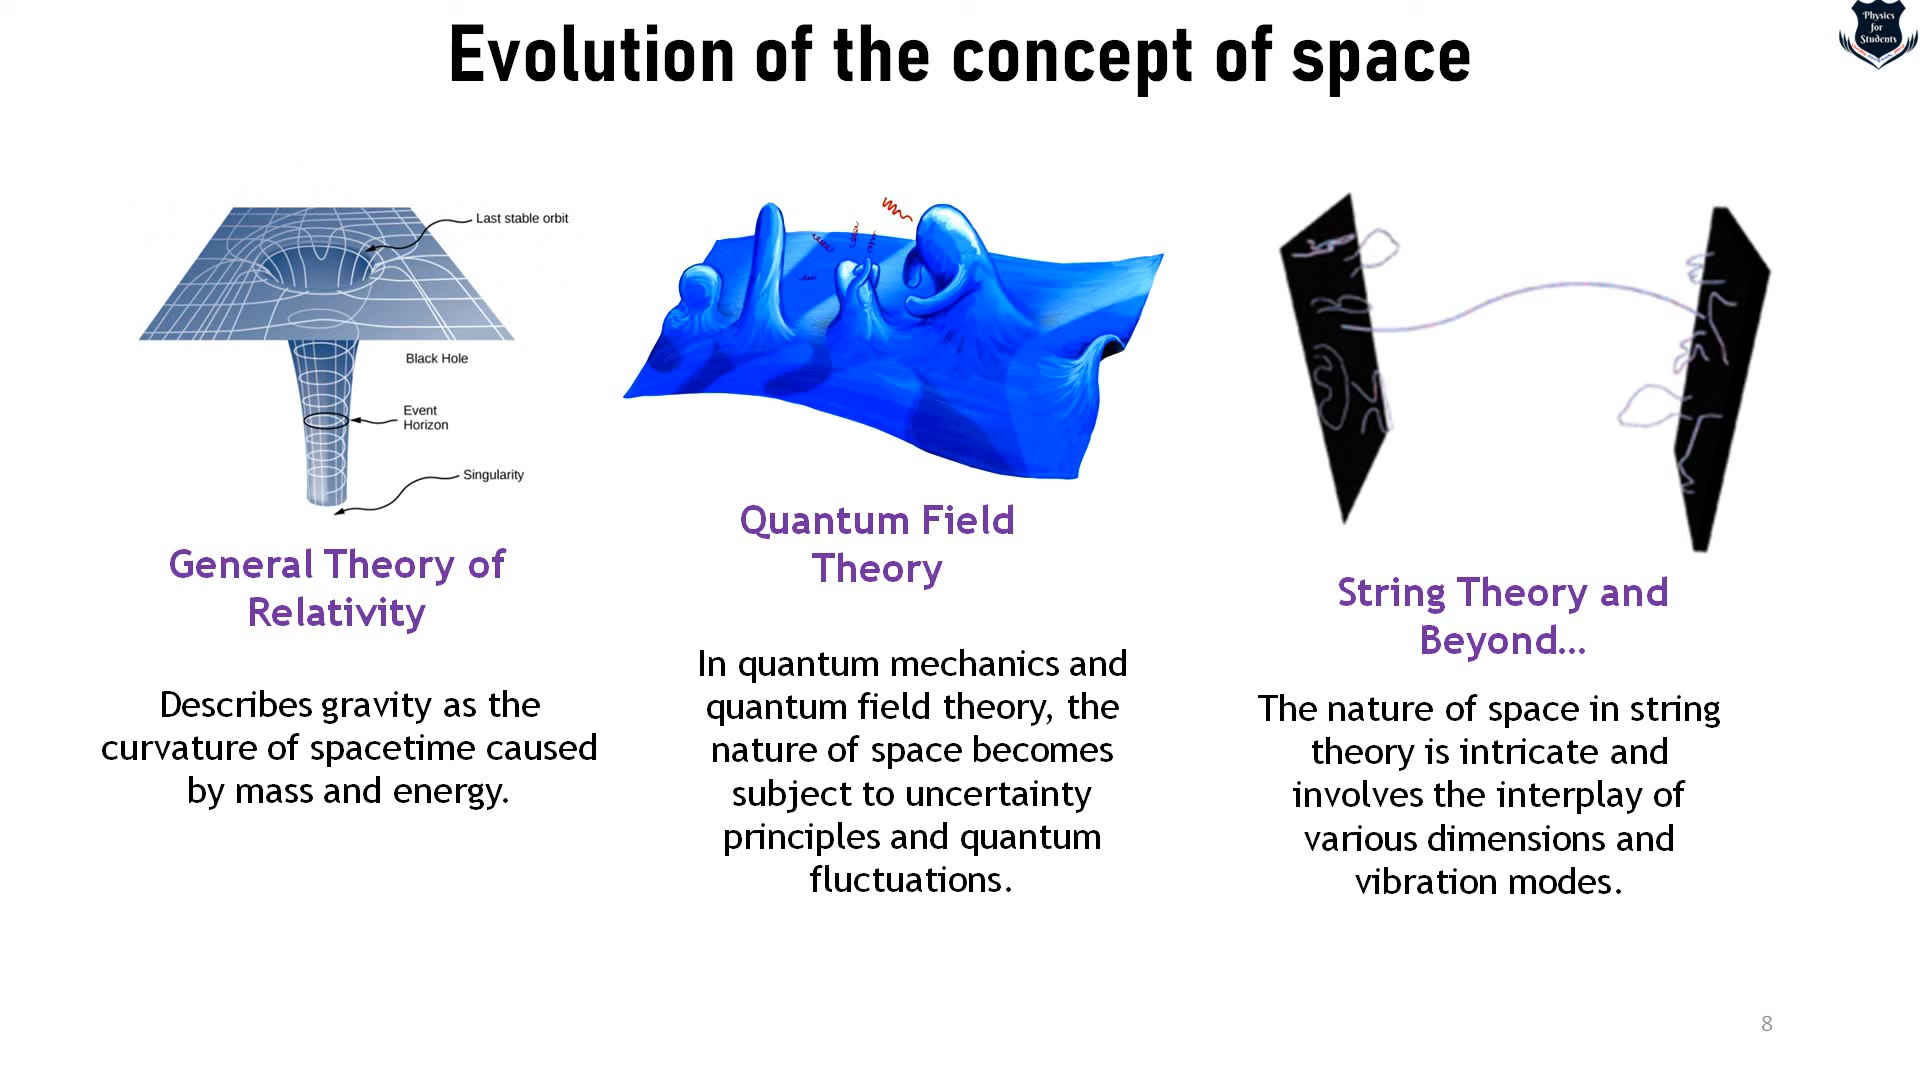 Evolution of the concept of space
Physics
for
Students
Last stable orbit
Black Hole
Event
Horizon
Singularity
General Theory of
Relativity
Describes gravity as the
curvature of spacetime caused
by mass and energy.
Quantum Field
Theory
In quantum mechanics and
quantum field theory, the
nature of space becomes
subject to uncertainty
principles and quantum
fluctuations.
String Theory and
Beyond...
The nature of space in string
theory is intricate and
involves the interplay of
various dimensions and
vibration modes.
8